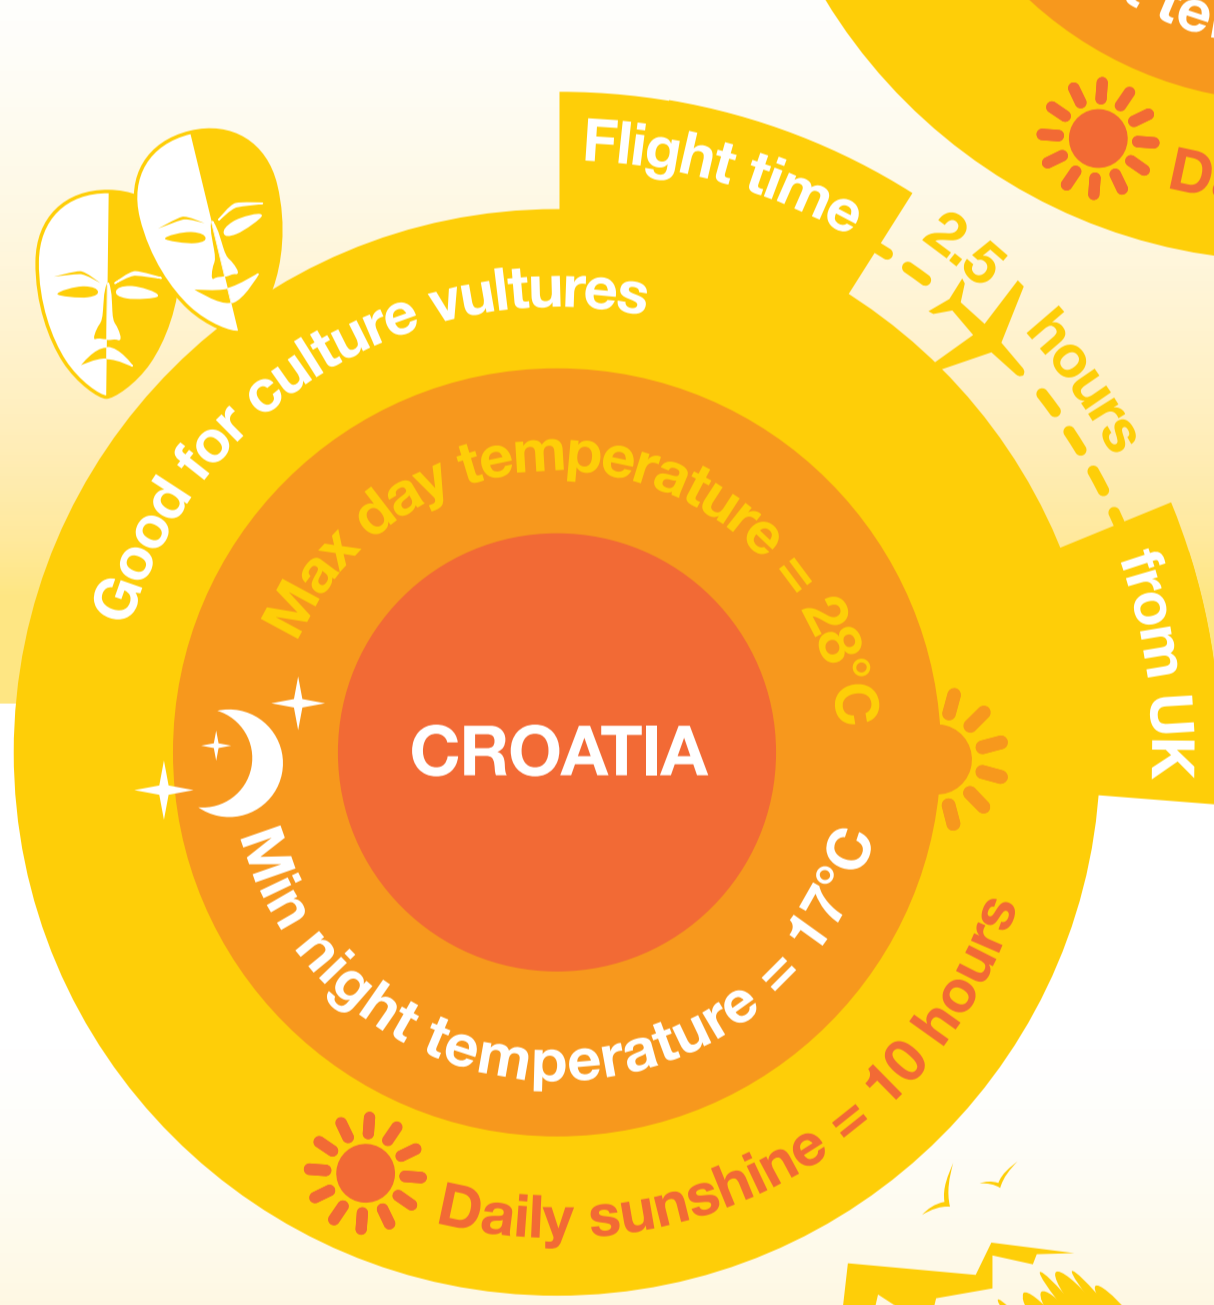 Flight time
2.5 hours
from UK
Good for culture vultures
Max day temperature = 28°C
CROATIA
Min night temperature = 17°C
Daily sunshine = 10 hours